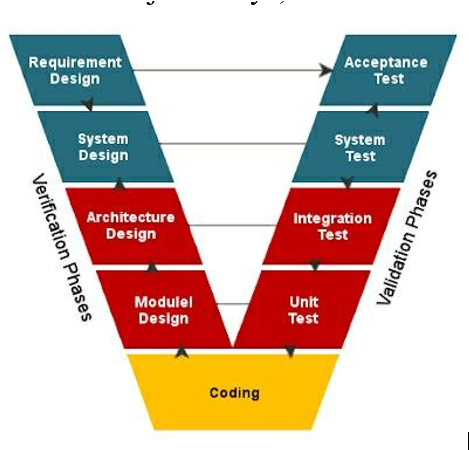 Requirement
Design
Acceptance
Test
System
Design
System
Test
Architecture
Design
Integration
Test
Modulel
Design
Unit
Test
Coding
Verification Phases
Validation Phases